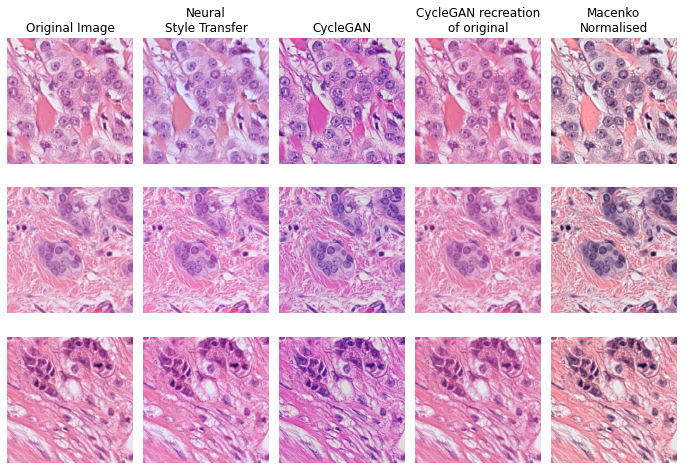 Original Image
Neural
Style Transfer
CycleGAN
CycleGAN recreation
of original
Macenko
Normalised